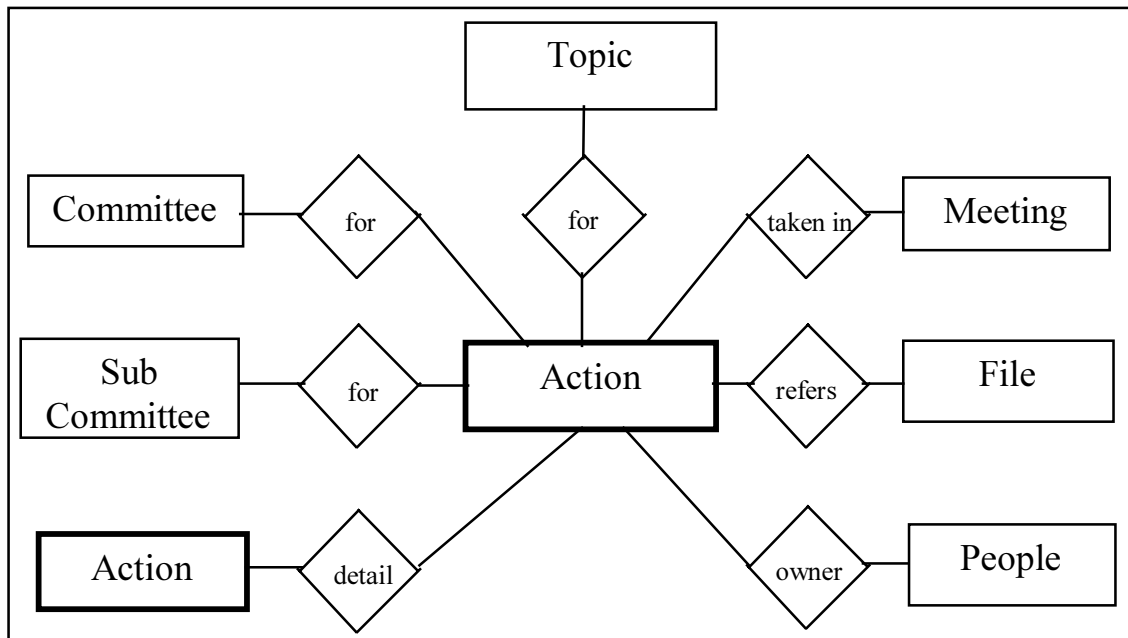 Topic
Committee
for
for
taken in
Meeting
Sub
Committee
for
Action
refers
File
Action
detail
owner
People